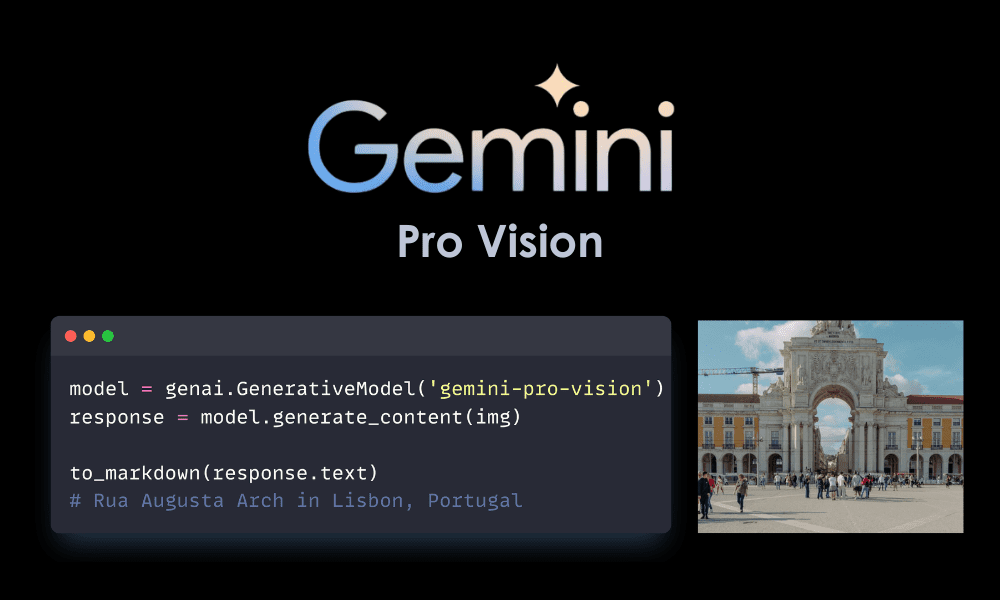 Gemini
Pro Vision
model = genai.GenerativeModel('gemini-pro-vision')
response = model.generate_content(img)
to_markdown(response.text)
# Rua Augusta Arch in Lisbon, Portugal